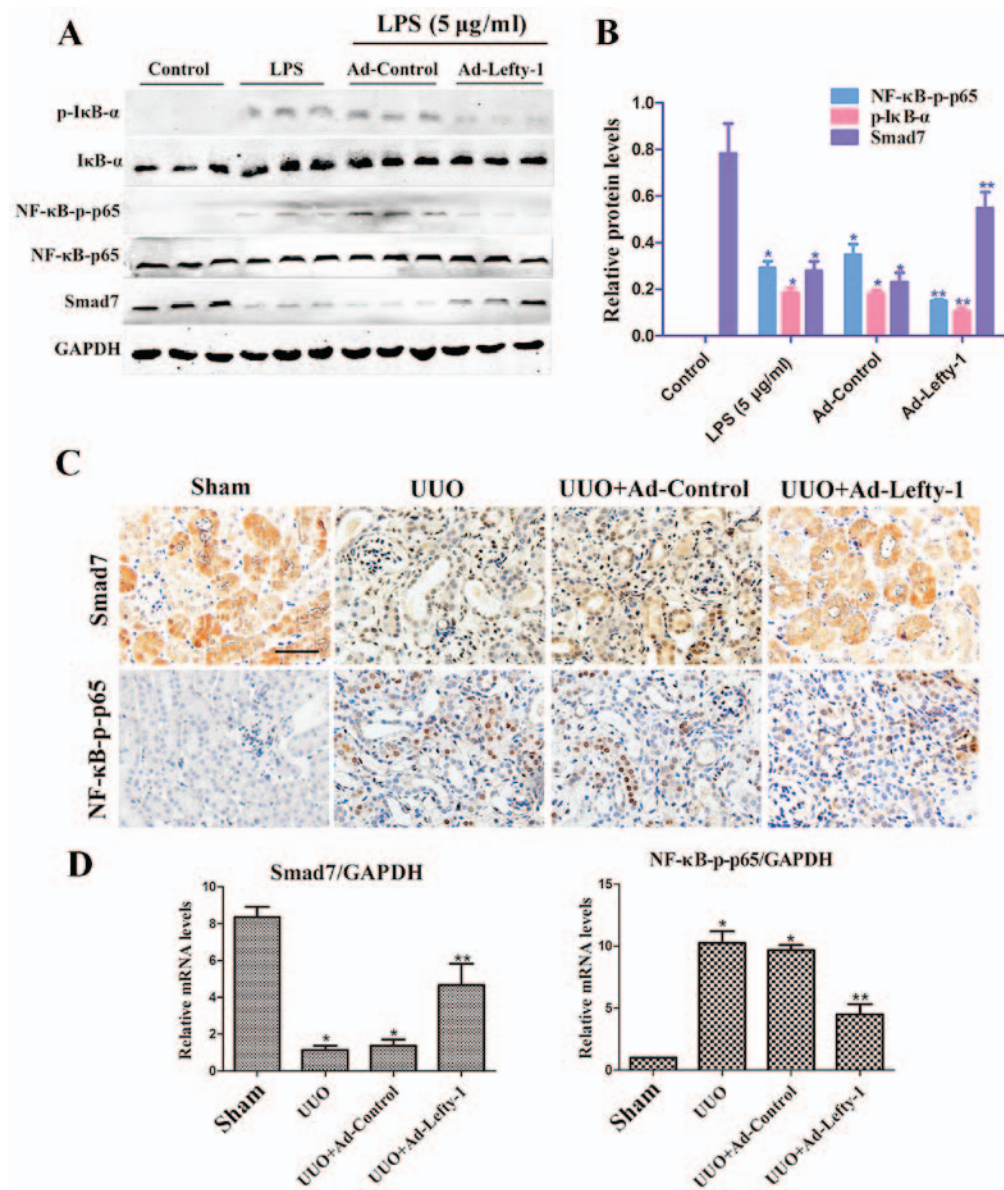 A
LPS (5 μg/ml)
Control LPS Ad-Control Ad-Lefty-1
p-IκB-α
IκB-α
NF-κB-p-p65
NF-κB-p65
Smad7
GAPDH
B
NF-κB-p-p65
p-IκB-α
Smad7
Relative protein levels
0.8
0.6
0.4
0.2
0.0
* * *
* * *
** ** **
Control
LPS (5 μg/ml)
Ad-Control
Ad-Lefty-1
C
Sham UUO UUO+Ad-Control UUO+Ad-Lefty-1
Smad7
NF-κB-p-p65
D
Smad7/GAPDH
Relative mRNA levels
10
8
6
4
2
0
* * **
Sham
UUO
UUO+Ad-Control
UUO+Ad-Lefty-1
NF-κB-p-p65/GAPDH
Relative mRNA levels
15
10
5
0
* * **
Sham
UUO
UUO+Ad-Control
UUO+Ad-Lefty-1